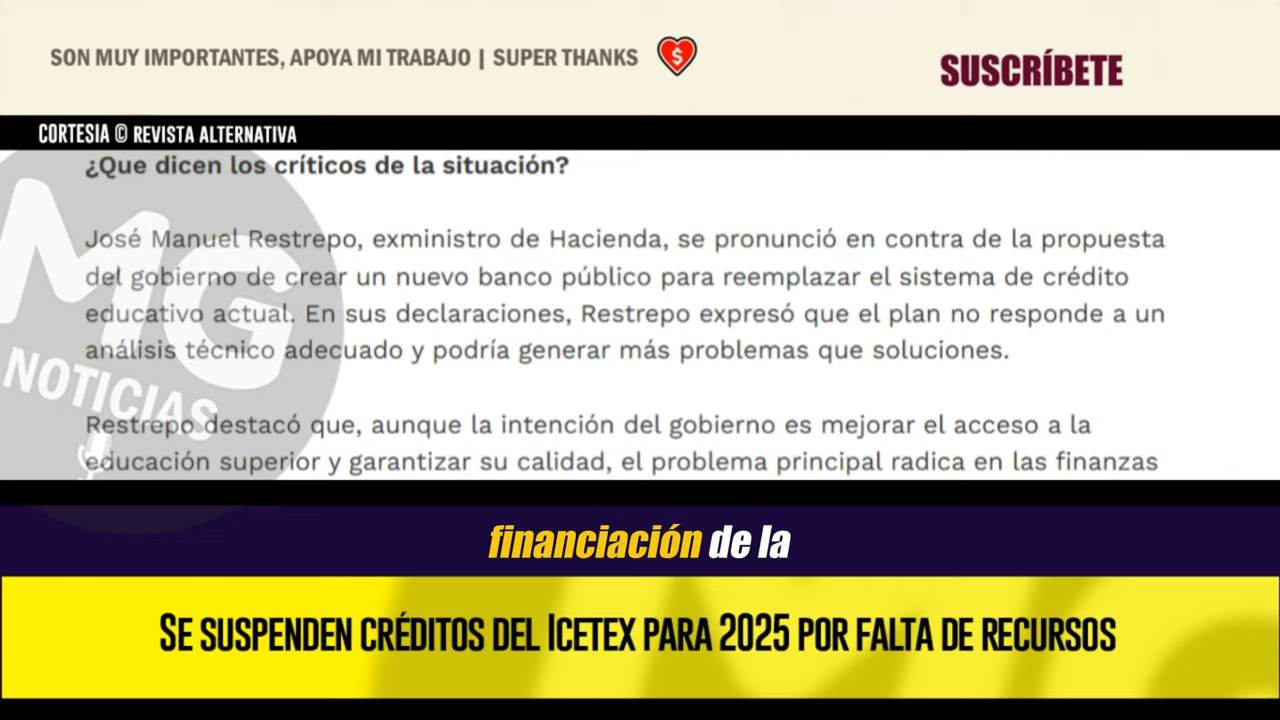 SON MUY IMPORTANTES, APOYA MI TRABAJO | SUPER THANKS
SUSCRÍBETE
CORTESIA © REVISTA ALTERNATIVA
¿Que dicen los críticos de la situación?
José Manuel Restrepo, exministro de Hacienda, se pronunció en contra de la propuesta
del gobierno de crear un nuevo banco público para reemplazar el sistema de crédito
educativo actual. En sus declaraciones, Restrepo expresó que el plan no responde a un
análisis técnico adecuado y podría generar más problemas que soluciones.
Restrepo destacó que, aunque la intención del gobierno es mejorar el acceso a la
educación superior y garantizar su calidad, el problema principal radica en las finanzas
MG
NOTICIAS
financiación de la
SE SUSPENDEN CRÉDITOS DEL ICETEX PARA 2025 POR FALTA DE RECURSOS